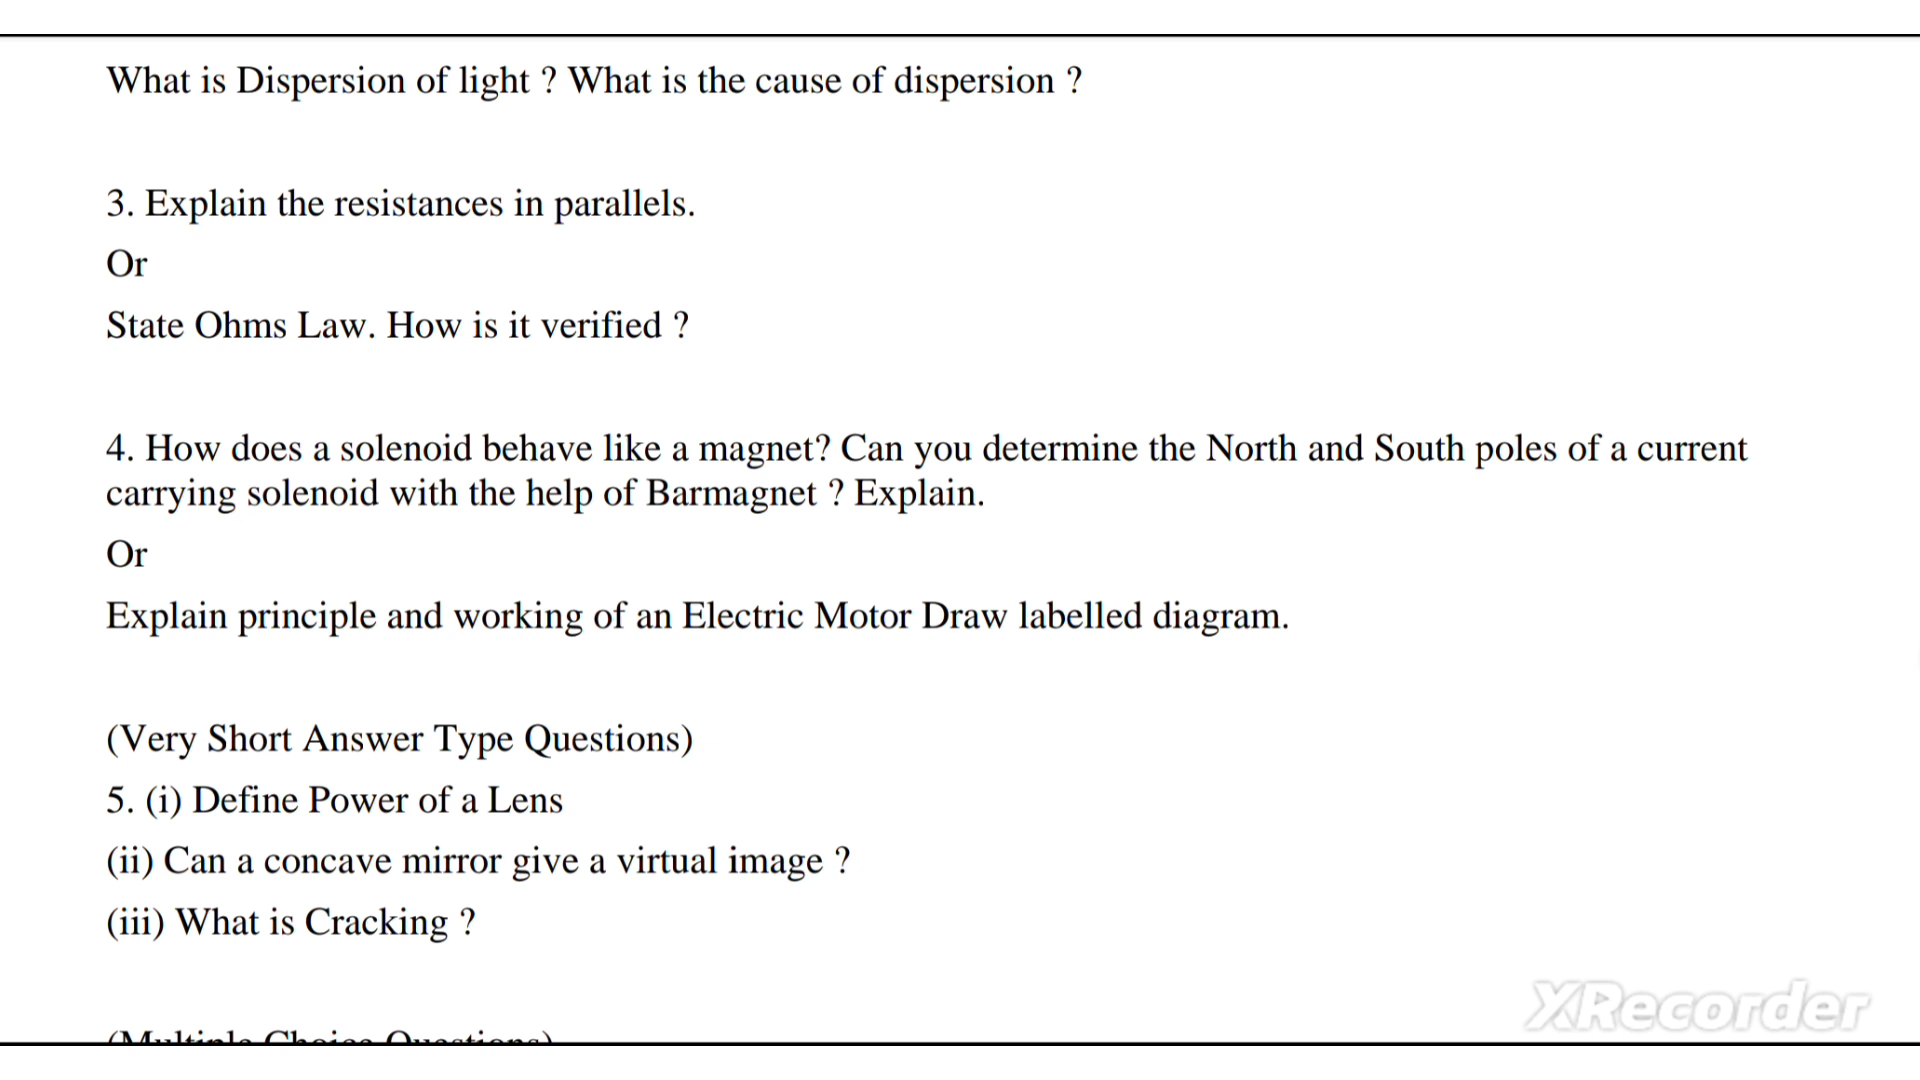 What is Dispersion of light ? What is the cause of dispersion ?
3. Explain the resistances in parallels.
Or
State Ohms Law. How is it verified ?
4. How does a solenoid behave like a magnet? Can you determine the North and South poles of a current
carrying solenoid with the help of Barmagnet ? Explain.
Or
Explain principle and working of an Electric Motor Draw labelled diagram.
(Very Short Answer Type Questions)
5. (i) Define Power of a Lens
(ii) Can a concave mirror give a virtual image ?
(iii) What is Cracking ?
(Multiple Choice Questions)
XRecorder